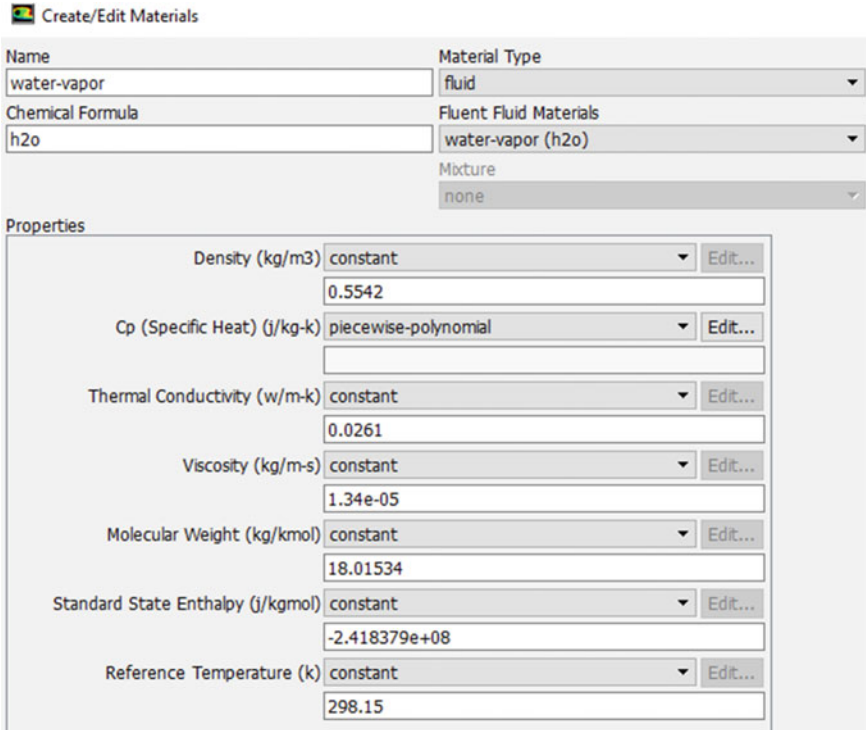 Create/Edit Materials
Name Material Type
water-vapor fluid
Chemical Formula Fluent Fluid Materials
h2o water-vapor (h2o)
Mixture
none
Properties
Density (kg/m3) constant Edit...
0.5542
Cp (Specific Heat) (j/kg-k) piecewise-polynomial Edit...
Thermal Conductivity (w/m-k) constant Edit...
0.0261
Viscosity (kg/m-s) constant Edit...
1.34e-05
Molecular Weight (kg/kmol) constant Edit...
18.01534
Standard State Enthalpy (j/kgmol) constant Edit...
-2.418379e+08
Reference Temperature (k) constant Edit...
298.15